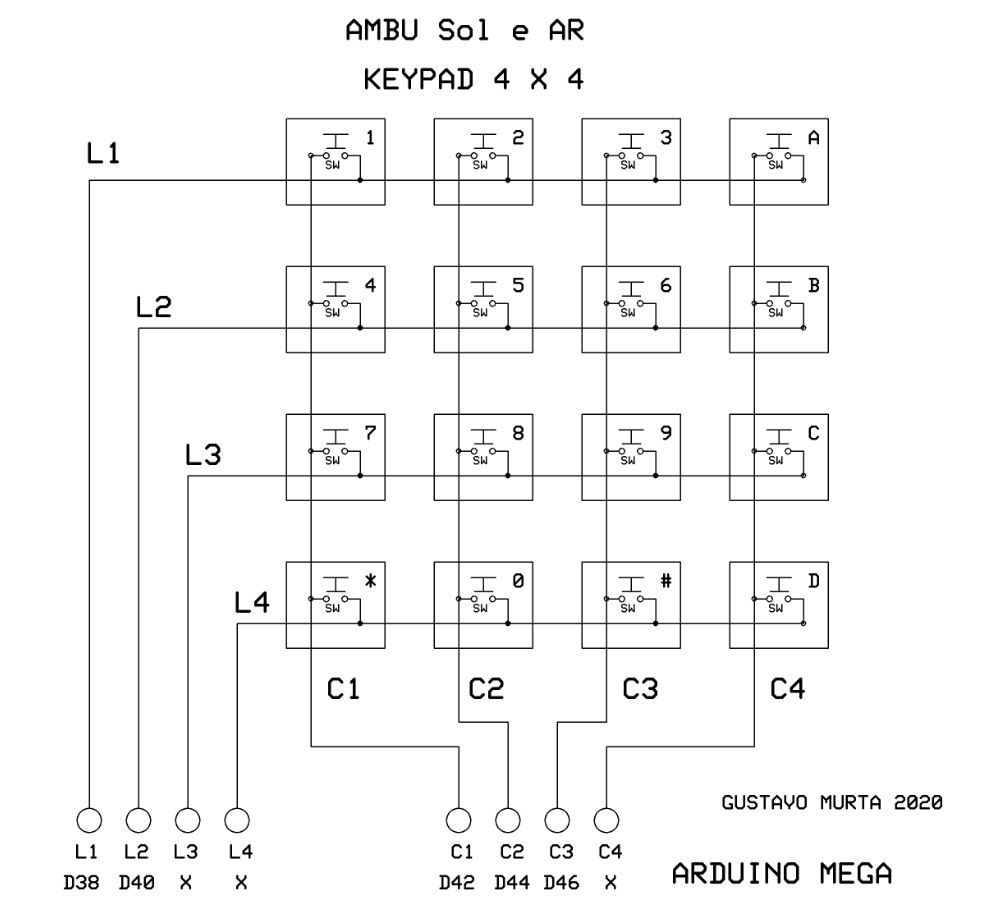 AMBU Sol e AR
KEYPAD 4 X 4
1 2 3 A
L1
SW SW SW SW
4 5 6 B
L2
SW SW SW SW
7 8 9 C
L3
SW SW SW SW
* 0 # D
L4
SW SW SW SW
C1 C2 C3 C4
GUSTAVO MURTA 2020
L1 L2 L3 L4 C1 C2 C3 C4
D38 D40 X X D42 D44 D46 X
ARDUINO MEGA